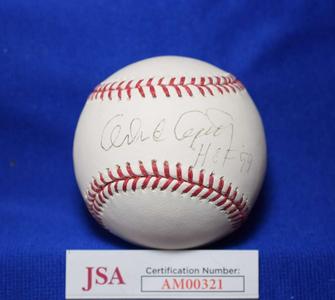 HOF '99
JSA
Certification Number:
AM00321